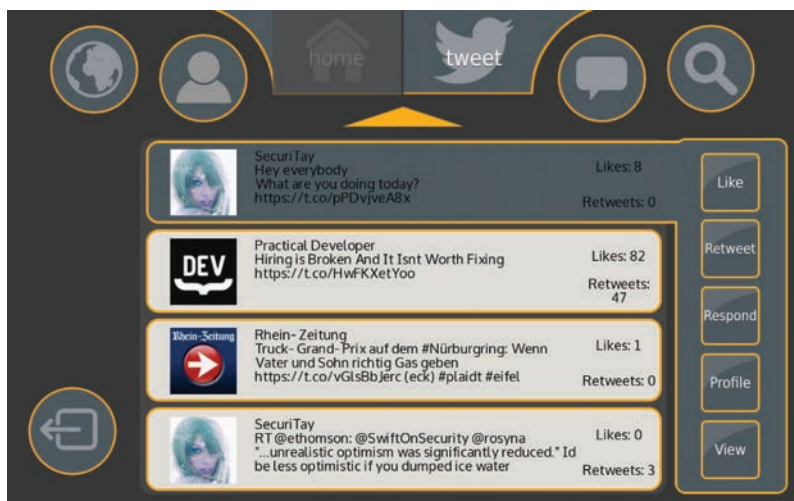 home
tweet
SecuriTay
Hey everybody
What are you doing today?
https://t.co/pPDvjveA8x
Likes: 8
Retweets: 0
DEV
Practical Developer
Hiring is Broken And It Isnt Worth Fixing
https://t.co/HwFKXetYoo
Likes: 82
Retweets:
47
Rhein-Zeitung
Rhein- Zeitung
Truck- Grand- Prix auf dem #Nürburgring: Wenn
Vater und Sohn richtig Gas geben
https://t.co/vGlsBbJerc (eck) #plaidt #eifel
Likes: 1
Retweets: 0
SecuriTay
RT @ethomson: @SwiftOnSecurity @rosyna
"...unrealistic optimism was significantly reduced." Id
be less optimistic if you dumped ice water
Likes: 0
Retweets: 3
Like
Retweet
Respond
Profile
View